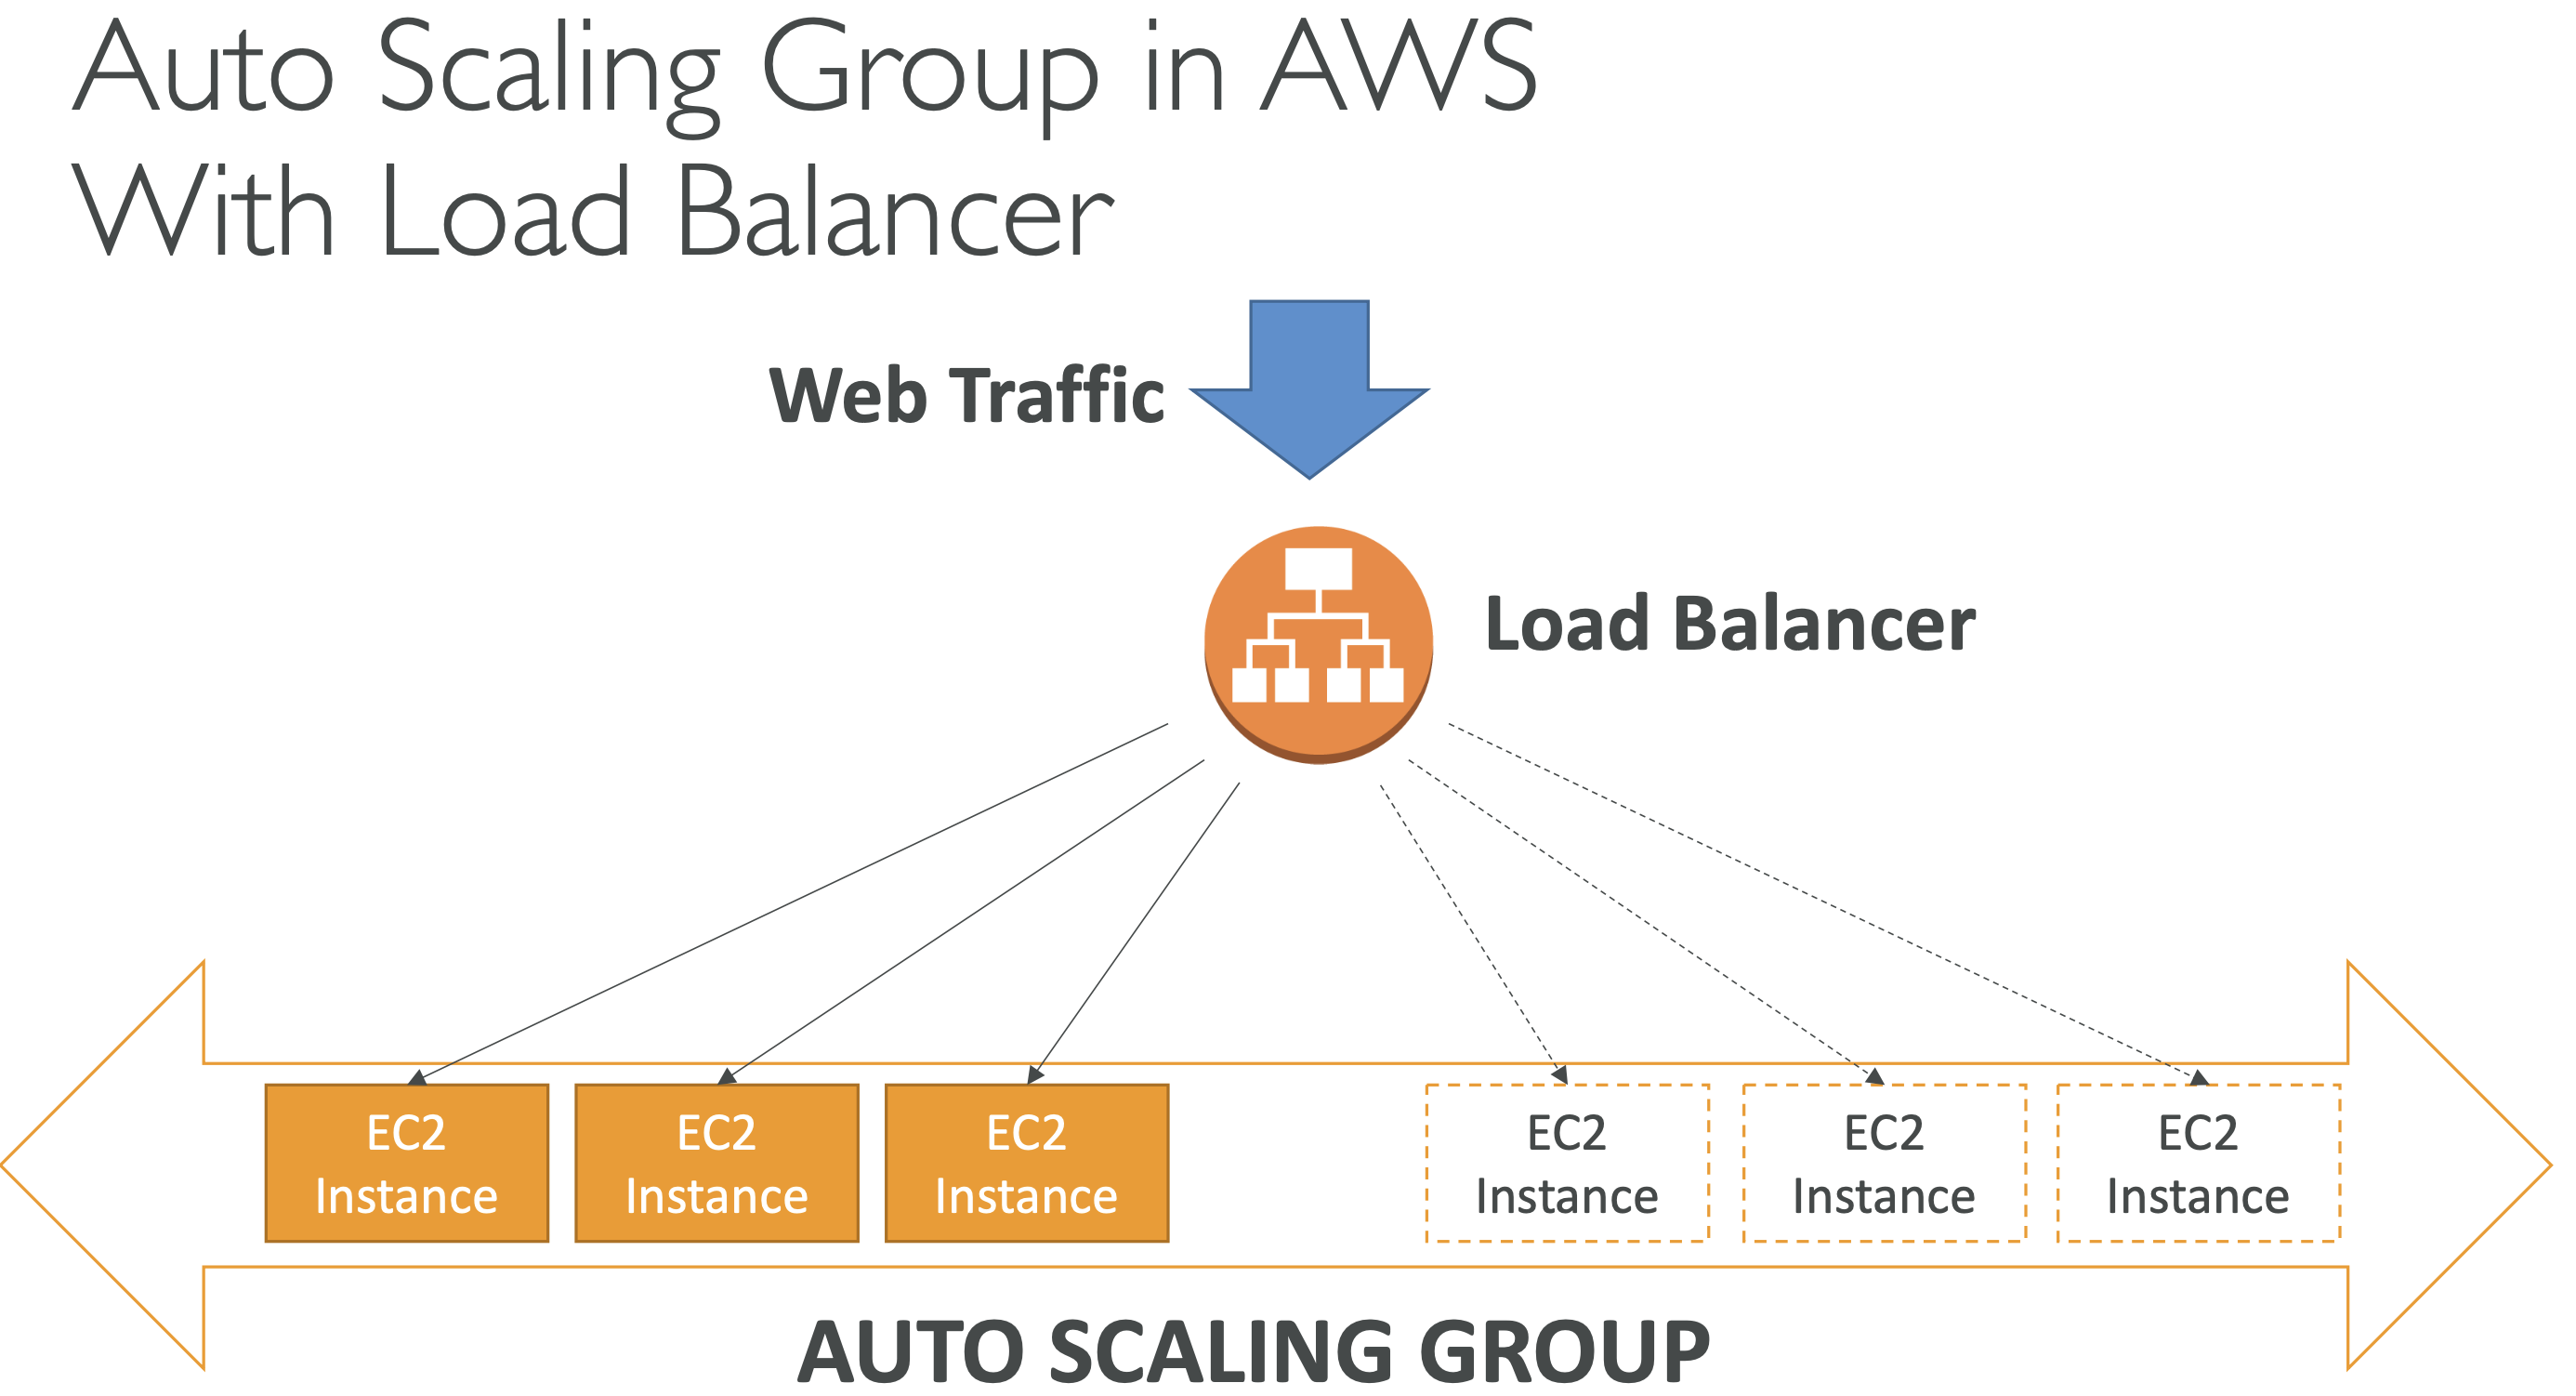 Auto Scaling Group in AWS
With Load Balancer
Web Traffic
Load Balancer
EC2
Instance
EC2
Instance
EC2
Instance
EC2
Instance
EC2
Instance
EC2
Instance
AUTO SCALING GROUP